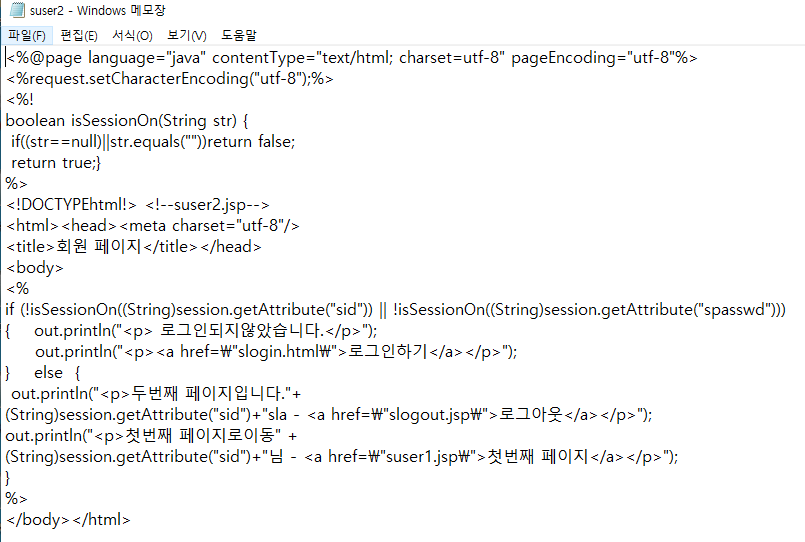 suser2 - Windows 메모장
파일(F) 편집(E) 서식(O) 보기(V) 도움말
<%@page language="java" contentType="text/html; charset=utf-8" pageEncoding="utf-8"%>
<%request.setCharacterEncoding("utf-8");%>
<%!
boolean isSessionOn(String str) {
 if((str==null)||str.equals(""))return false;
 return true;}
%>
<!DOCTYPEhtml!> <!--suser2.jsp-->
<html><head><meta charset="utf-8"/>
<title>회원 페이지</title></head>
<body>
<%
if (!isSessionOn((String)session.getAttribute("sid")) || !isSessionOn((String)session.getAttribute("spasswd")))
{     out.println("<p> 로그인되지않았습니다.</p>");
      out.println("<p><a href=₩"slogin.html₩">로그인하기</a></p>");
}     else  {
 out.println("<p>두번째 페이지입니다."+
(String)session.getAttribute("sid")+"sla - <a href=₩"slogout.jsp₩">로그아웃</a></p>");
out.println("<p>첫번째 페이지로이동" +
(String)session.getAttribute("sid")+"님 - <a href=₩"suser1.jsp₩">첫번째 페이지</a></p>");
}
%>
</body></html>